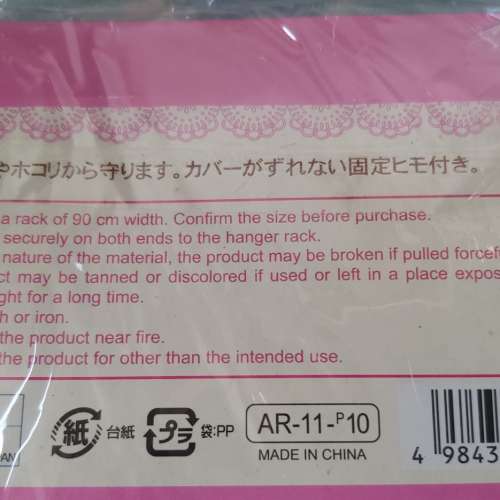 やホコリから守ります。カバーがずれない固定ヒモ付き。
a rack of 90 cm width. Confirm the size before purchase.
securely on both ends to the hanger rack.
nature of the material, the product may be broken if pulled forcef
ct may be tanned or discolored if used or left in a place expos
ght for a long time.
h or iron.
the product near fire.
the product for other than the intended use.
紙 台紙 プラ 袋:PP AR-11-P10
MADE IN CHINA
PAN
4 9843